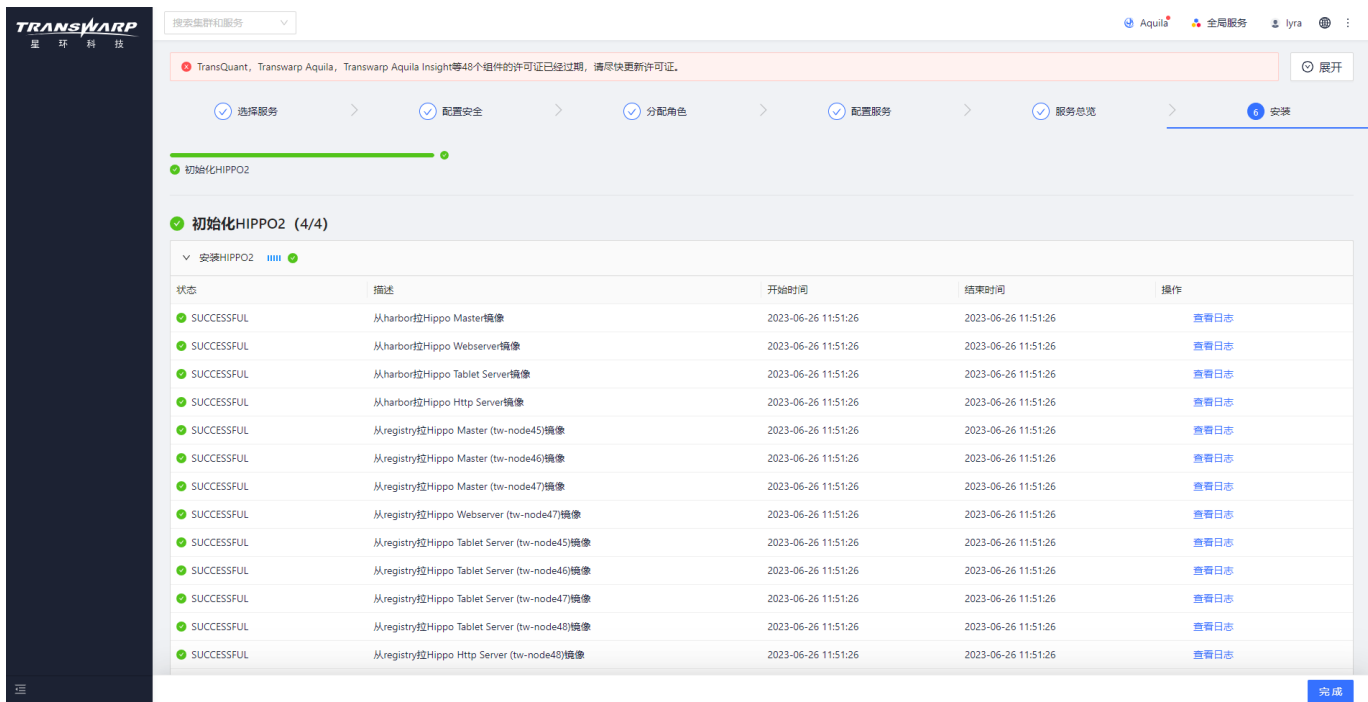 TRANSWARP
星 环 科 技
搜索集群和服务
Aquila 全局服务 lyra
TransQuant，Transwarp Aquila，Transwarp Aquila Insight等48个组件的许可证已经过期，请尽快更新许可证。 展开
选择服务 配置安全 分配角色 配置服务 服务总览 6 安装
初始化HIPPO2
初始化HIPPO2（4/4）
安装HIPPO2
状态 描述 开始时间 结束时间 操作
SUCCESSFUL 从harbor拉Hippo Master镜像 2023-06-26 11:51:26 2023-06-26 11:51:26 查看日志
SUCCESSFUL 从harbor拉Hippo Webserver镜像 2023-06-26 11:51:26 2023-06-26 11:51:26 查看日志
SUCCESSFUL 从harbor拉Hippo Tablet Server镜像 2023-06-26 11:51:26 2023-06-26 11:51:26 查看日志
SUCCESSFUL 从harbor拉Hippo Http Server镜像 2023-06-26 11:51:26 2023-06-26 11:51:26 查看日志
SUCCESSFUL 从registry拉Hippo Master (tw-node45)镜像 2023-06-26 11:51:26 2023-06-26 11:51:26 查看日志
SUCCESSFUL 从registry拉Hippo Master (tw-node46)镜像 2023-06-26 11:51:26 2023-06-26 11:51:26 查看日志
SUCCESSFUL 从registry拉Hippo Master (tw-node47)镜像 2023-06-26 11:51:26 2023-06-26 11:51:26 查看日志
SUCCESSFUL 从registry拉Hippo Webserver (tw-node47)镜像 2023-06-26 11:51:26 2023-06-26 11:51:26 查看日志
SUCCESSFUL 从registry拉Hippo Tablet Server (tw-node45)镜像 2023-06-26 11:51:26 2023-06-26 11:51:26 查看日志
SUCCESSFUL 从registry拉Hippo Tablet Server (tw-node46)镜像 2023-06-26 11:51:26 2023-06-26 11:51:26 查看日志
SUCCESSFUL 从registry拉Hippo Tablet Server (tw-node47)镜像 2023-06-26 11:51:26 2023-06-26 11:51:26 查看日志
SUCCESSFUL 从registry拉Hippo Tablet Server (tw-node48)镜像 2023-06-26 11:51:26 2023-06-26 11:51:26 查看日志
SUCCESSFUL 从registry拉Hippo Http Server (tw-node48)镜像 2023-06-26 11:51:26 2023-06-26 11:51:26 查看日志
完成